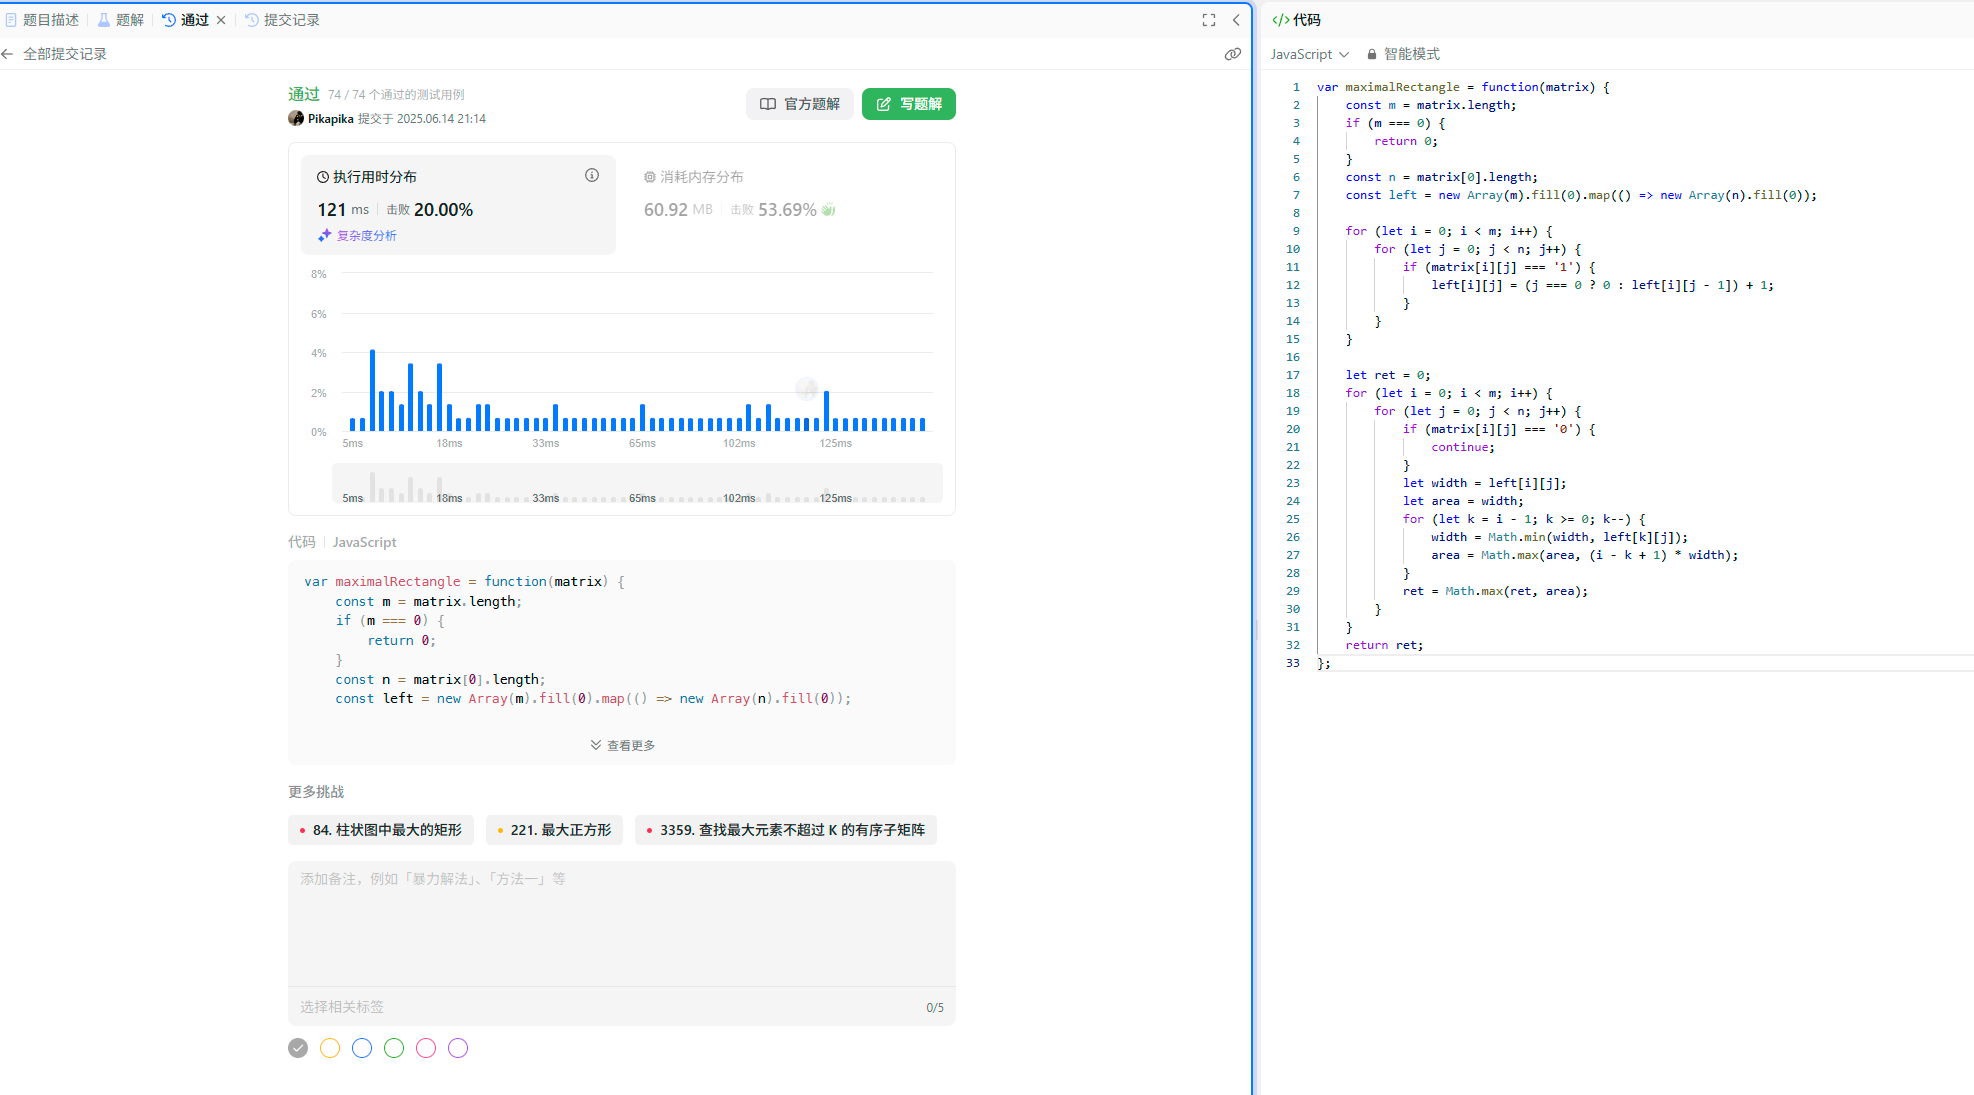 题目描述
题解
通过
提交记录
全部提交记录
通过 74 / 74 个通过的测试用例
Pikapika 提交于 2025.06.14 21:14
官方题解
写题解
执行用时分布
121 ms 击败 20.00%
复杂度分析
消耗内存分布
60.92 MB 击败 53.69%
8%
6%
4%
2%
0%
5ms 18ms 33ms 65ms 102ms 125ms
5ms 18ms 33ms 65ms 102ms 125ms
代码 JavaScript
var maximalRectangle = function(matrix) {
    const m = matrix.length;
    if (m === 0) {
        return 0;
    }
    const n = matrix[0].length;
    const left = new Array(m).fill(0).map(() => new Array(n).fill(0));
查看更多
更多挑战
84. 柱状图中最大的矩形
221. 最大正方形
3359. 查找最大元素不超过 K 的有序子矩阵
添加备注，例如「暴力解法」、「方法一」等
选择相关标签 0/5
代码
JavaScript 智能模式
1 var maximalRectangle = function(matrix) {
2     const m = matrix.length;
3     if (m === 0) {
4         return 0;
5     }
6     const n = matrix[0].length;
7     const left = new Array(m).fill(0).map(() => new Array(n).fill(0));
8
9     for (let i = 0; i < m; i++) {
10         for (let j = 0; j < n; j++) {
11             if (matrix[i][j] === '1') {
12                 left[i][j] = (j === 0 ? 0 : left[i][j - 1]) + 1;
13             }
14         }
15     }
16
17     let ret = 0;
18     for (let i = 0; i < m; i++) {
19         for (let j = 0; j < n; j++) {
20             if (matrix[i][j] === '0') {
21                 continue;
22             }
23             let width = left[i][j];
24             let area = width;
25             for (let k = i - 1; k >= 0; k--) {
26                 width = Math.min(width, left[k][j]);
27                 area = Math.max(area, (i - k + 1) * width);
28             }
29             ret = Math.max(ret, area);
30         }
31     }
32     return ret;
33 };